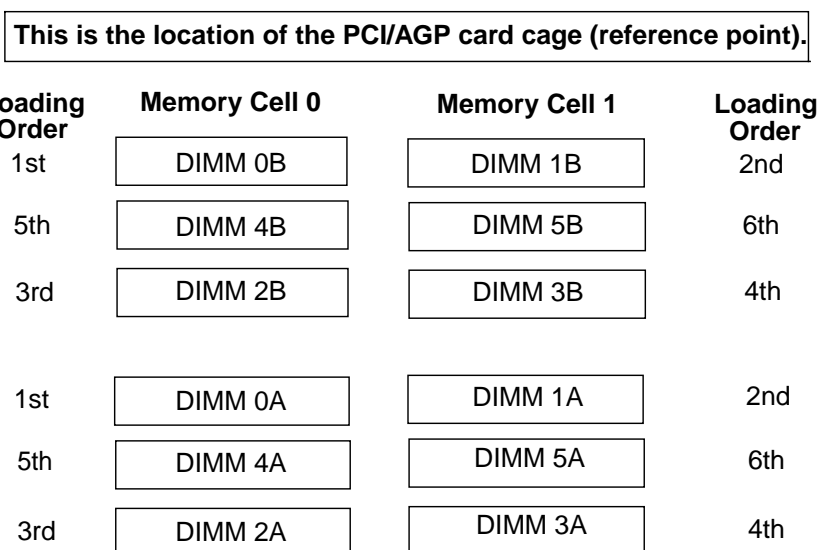 This is the location of the PCI/AGP card cage (reference point).
oading Memory Cell 0 Memory Cell 1 Loading
Order Order
1st DIMM 0B DIMM 1B 2nd
5th DIMM 4B DIMM 5B 6th
3rd DIMM 2B DIMM 3B 4th
1st DIMM 0A DIMM 1A 2nd
5th DIMM 4A DIMM 5A 6th
3rd DIMM 2A DIMM 3A 4th